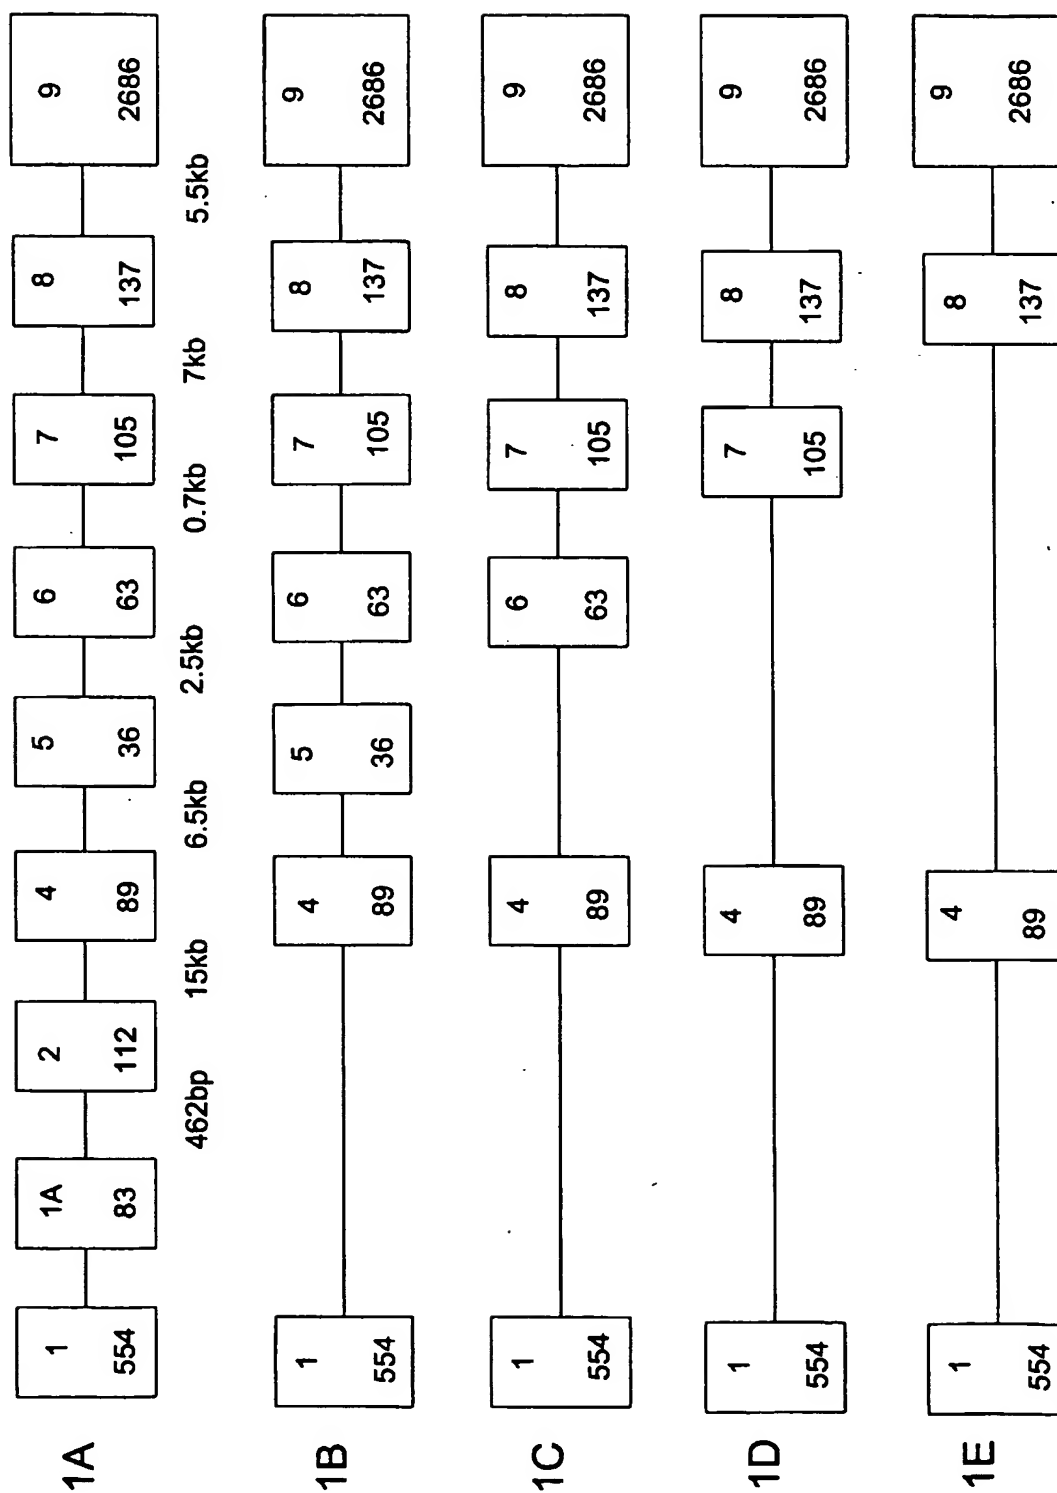 1A
1 1A 2 4 5 6 7 8 9
554 83 112 89 36 63 105 137 2686
462bp 15kb 6.5kb 2.5kb 0.7kb 7kb 5.5kb
1B
1 4 5 6 7 8 9
554 89 36 63 105 137 2686
1C
1 4 6 7 8 9
554 89 63 105 137 2686
1D
1 4 7 8 9
554 89 105 137 2686
1E
1 4 8 9
554 89 137 2686